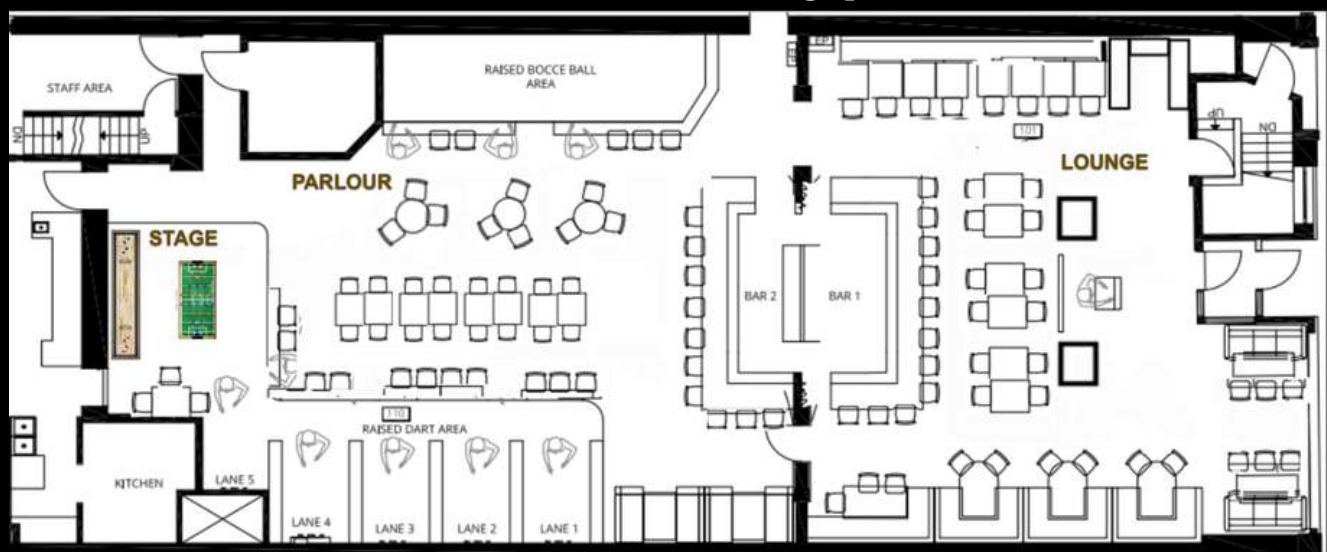 STAFF AREA
DN
UP
RAISED BOCCE BALL
AREA
FP
101
UP
DN
PARLOUR
LOUNGE
STAGE
BAR 2
BAR 1
110
RAISED DART AREA
KITCHEN
LANE 5
LANE 4
LANE 3
LANE 2
LANE 1